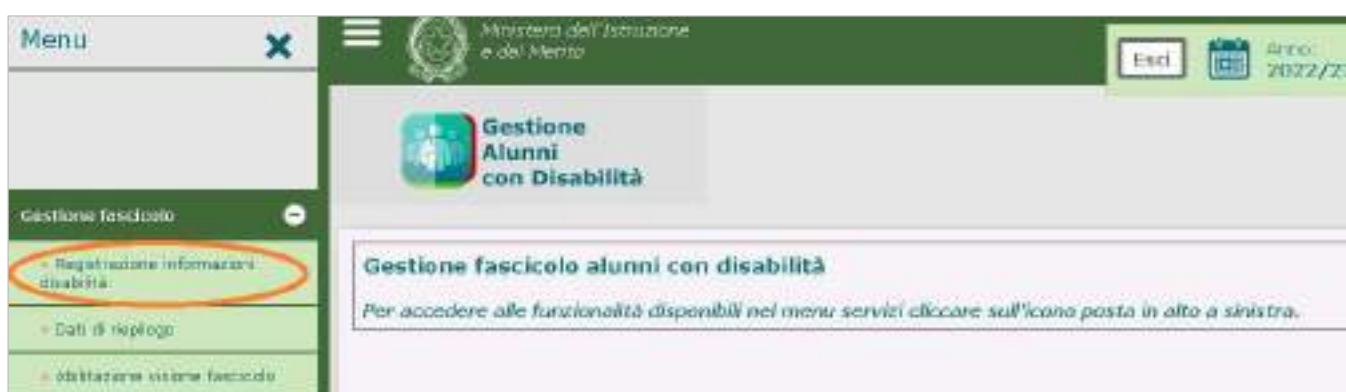 Menu
Ministero dell'Istruzione
e del Merito
Esci
Anno:
2022/2
Gestione
Alunni
con Disabilità
Gestione fascicolo
Registrazione informazioni
disabilità
Dati di riepilogo
Abilitazione visione fascicolo
Gestione fascicolo alunni con disabilità
Per accedere alle funzionalità disponibili nel menu servizi cliccare sull'icona posta in alto a sinistra.